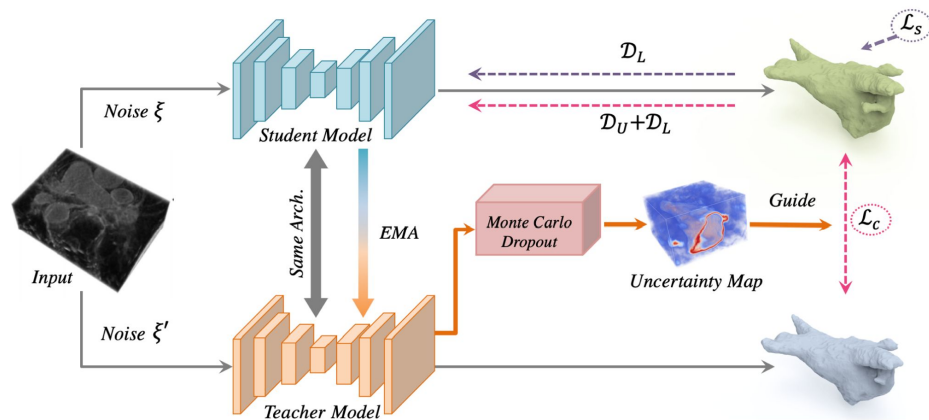 ℒs
𝒟L
Noise ξ
Student Model
𝒟U+𝒟L
Same Arch.
EMA
Monte Carlo
Dropout
Guide
ℒc
Input
Uncertainty Map
Noise ξ′
Teacher Model